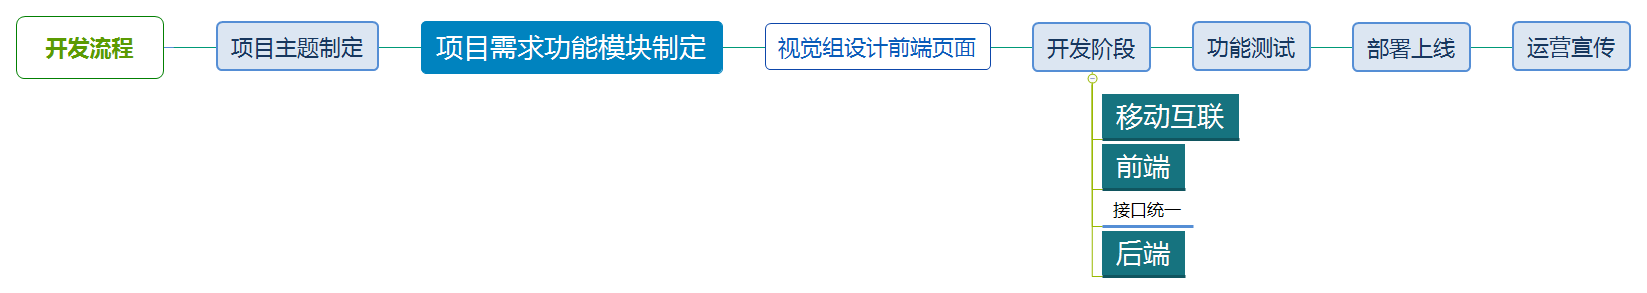 开发流程
项目主题制定
项目需求功能模块制定
视觉组设计前端页面
开发阶段
功能测试
部署上线
运营宣传
移动互联
前端
接口统一
后端